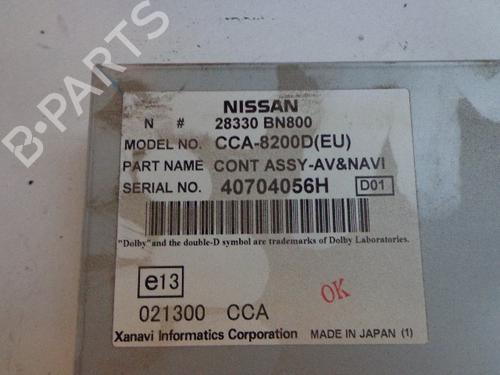 B-PARTS
NISSAN
N # 28330 BN800
MODEL NO. CCA-8200D(EU)
PART NAME CONT ASSY-AV&NAVI
SERIAL NO. 40704056H D01
"Dolby"and the double-D symbol are trademarks of Dolby Laboratories.
e13
OK
021300 CCA
Xanavi Informatics Corporation MADE IN JAPAN (1)